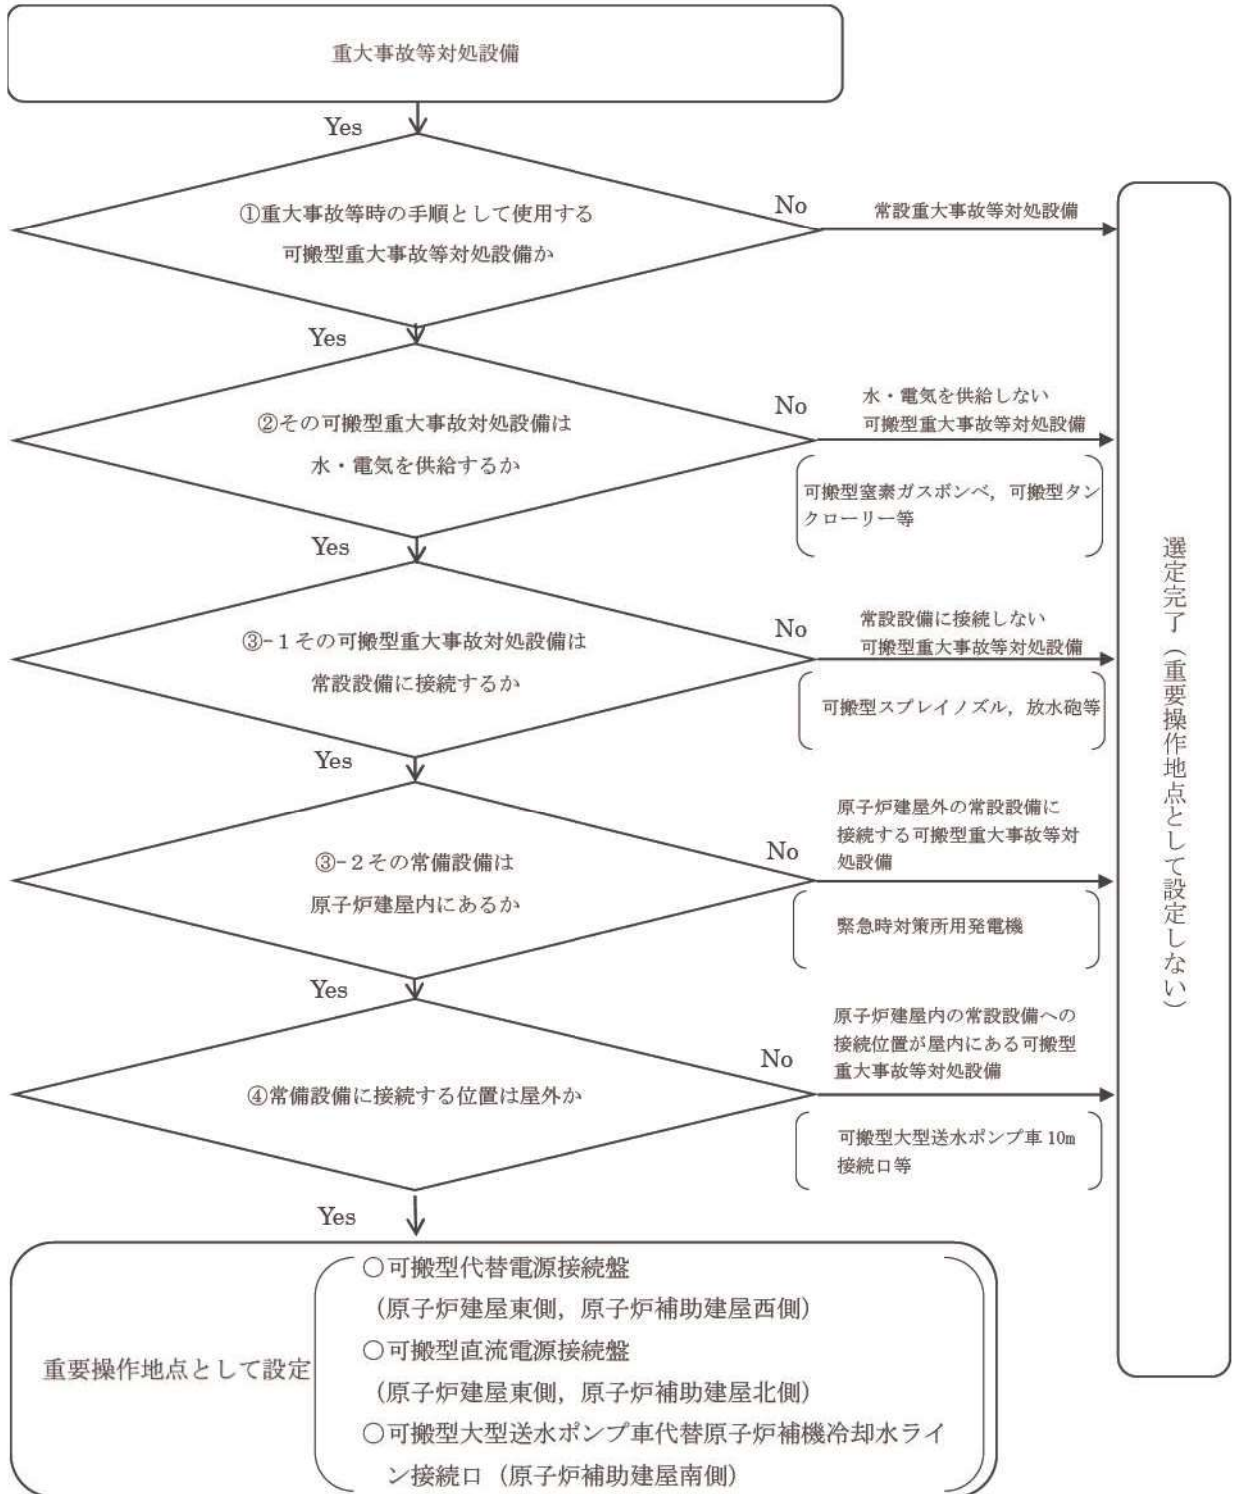 重大事故等対処設備
Yes
①重大事故等時の手順として使用する
可搬型重大事故等対処設備か
No
常設重大事故等対処設備
Yes
②その可搬型重大事故対処設備は
水・電気を供給するか
No
水・電気を供給しない
可搬型重大事故等対処設備
可搬型窒素ガスボンベ，可搬型タン
クローリー等
Yes
③-1その可搬型重大事故対処設備は
常設設備に接続するか
No
常設設備に接続しない
可搬型重大事故等対処設備
可搬型スプレイノズル，放水砲等
Yes
③-2その常備設備は
原子炉建屋内にあるか
No
原子炉建屋外の常設設備に
接続する可搬型重大事故等対
処設備
緊急時対策所用発電機
Yes
④常備設備に接続する位置は屋外か
No
原子炉建屋内の常設設備への
接続位置が屋内にある可搬型
重大事故等対処設備
可搬型大型送水ポンプ車 10m
接続口等
Yes
選定完了（重要操作地点として設定しない）
重要操作地点として設定
○可搬型代替電源接続盤
（原子炉建屋東側，原子炉補助建屋西側）
○可搬型直流電源接続盤
（原子炉建屋東側，原子炉補助建屋北側）
○可搬型大型送水ポンプ車代替原子炉補機冷却水ライ
ン接続口（原子炉補助建屋南側）